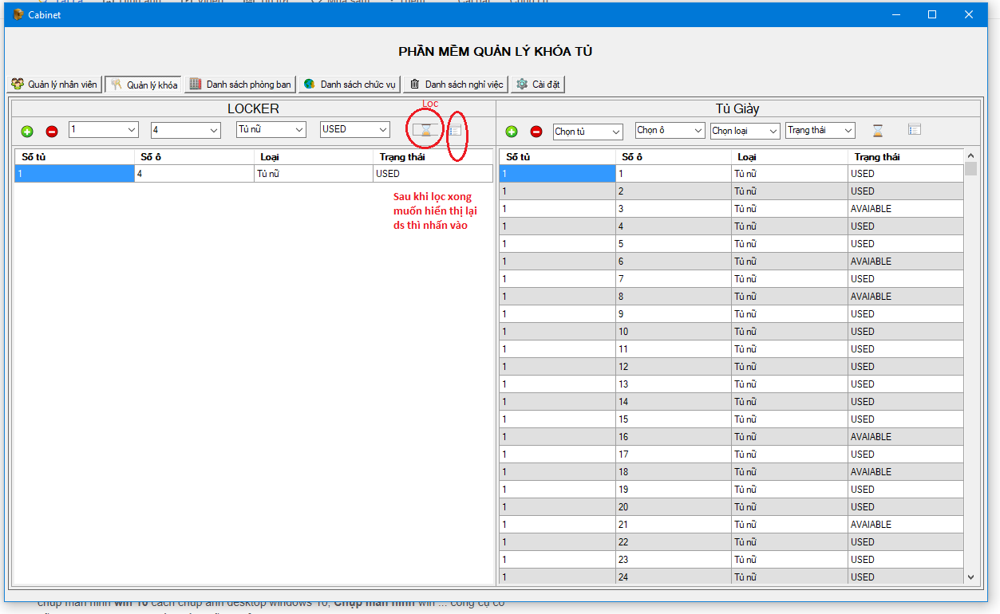 Cabinet
PHẦN MỀM QUẢN LÝ KHÓA TỦ
Quản lý nhân viên Quản lý khóa Danh sách phòng ban Danh sách chức vụ Danh sách nghỉ việc Cài đặt
Loc
LOCKER
1 4 Tủ nữ USED
Số tủ Số ô Loại Trạng thái
1 4 Tủ nữ USED
Sau khi lọc xong
muốn hiển thị lại
ds thì nhấn vào
Tủ Giày
Chọn tủ Chọn ô Chọn loại Trạng thái
Số tủ Số ô Loại Trạng thái
1 1 Tủ nữ USED
1 2 Tủ nữ USED
1 3 Tủ nữ AVAIABLE
1 4 Tủ nữ USED
1 5 Tủ nữ USED
1 6 Tủ nữ AVAIABLE
1 7 Tủ nữ USED
1 8 Tủ nữ AVAIABLE
1 9 Tủ nữ USED
1 10 Tủ nữ USED
1 11 Tủ nữ USED
1 12 Tủ nữ USED
1 13 Tủ nữ USED
1 14 Tủ nữ USED
1 15 Tủ nữ USED
1 16 Tủ nữ AVAIABLE
1 17 Tủ nữ USED
1 18 Tủ nữ AVAIABLE
1 19 Tủ nữ USED
1 20 Tủ nữ USED
1 21 Tủ nữ AVAIABLE
1 22 Tủ nữ USED
1 23 Tủ nữ USED
1 24 Tủ nữ USED
chụp màn hình win 10 cách chụp ảnh desktop windows 10, Chụp màn hình win ... công cụ có